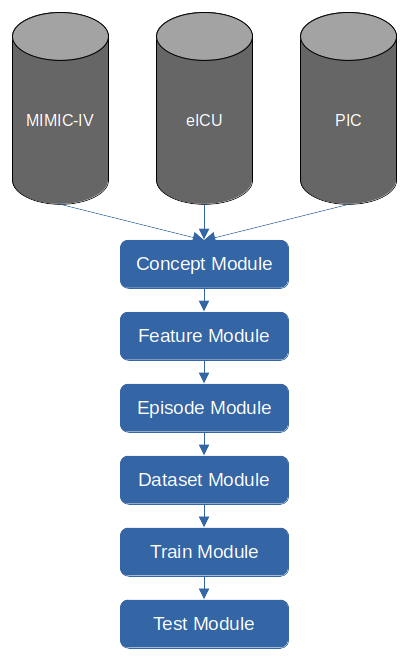 MIMIC-IV
eICU
PIC
Concept Module
Feature Module
Episode Module
Dataset Module
Train Module
Test Module